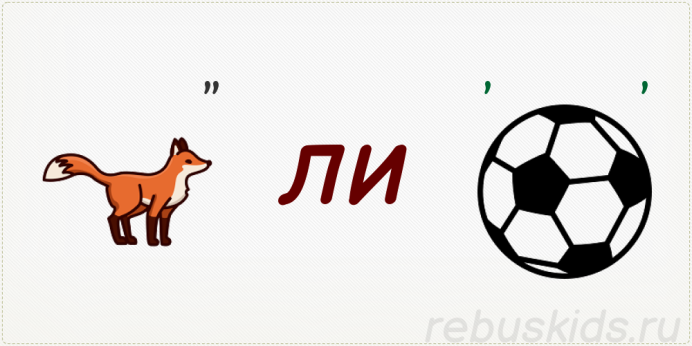 „ ли , ,
rebuskids.ru